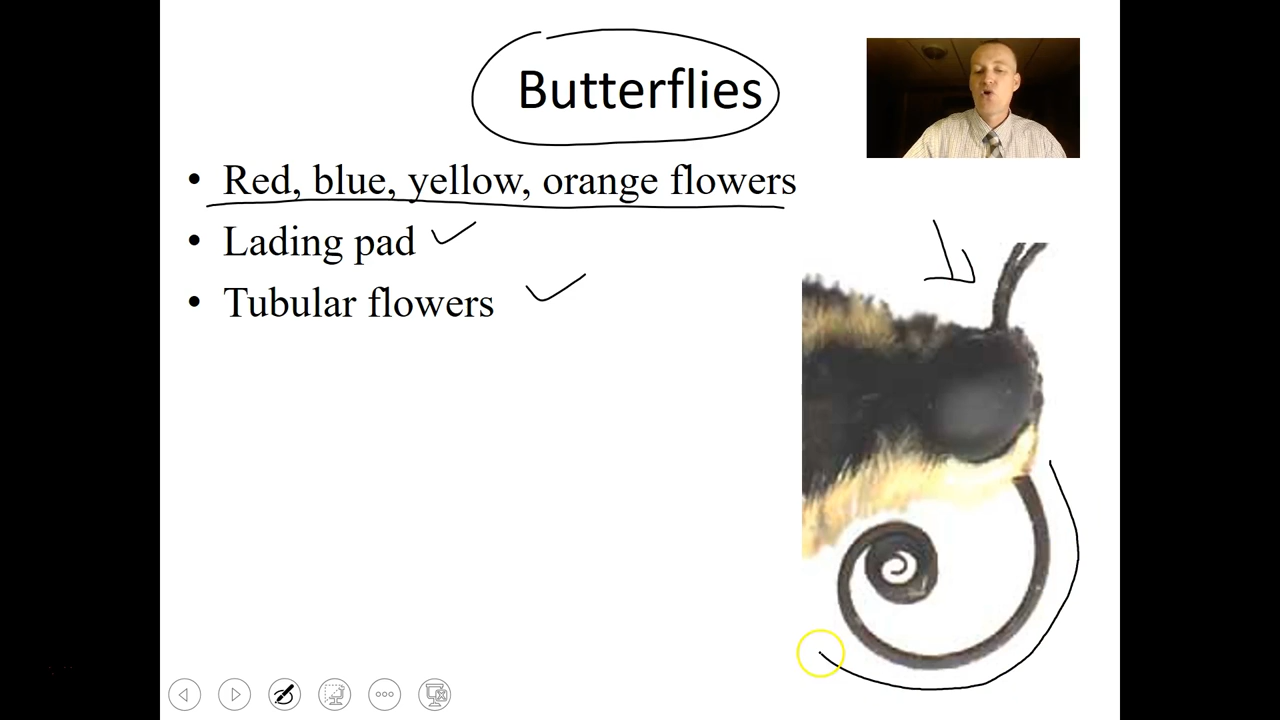 Butterflies
• Red, blue, yellow, orange flowers
• Lading pad
• Tubular flowers